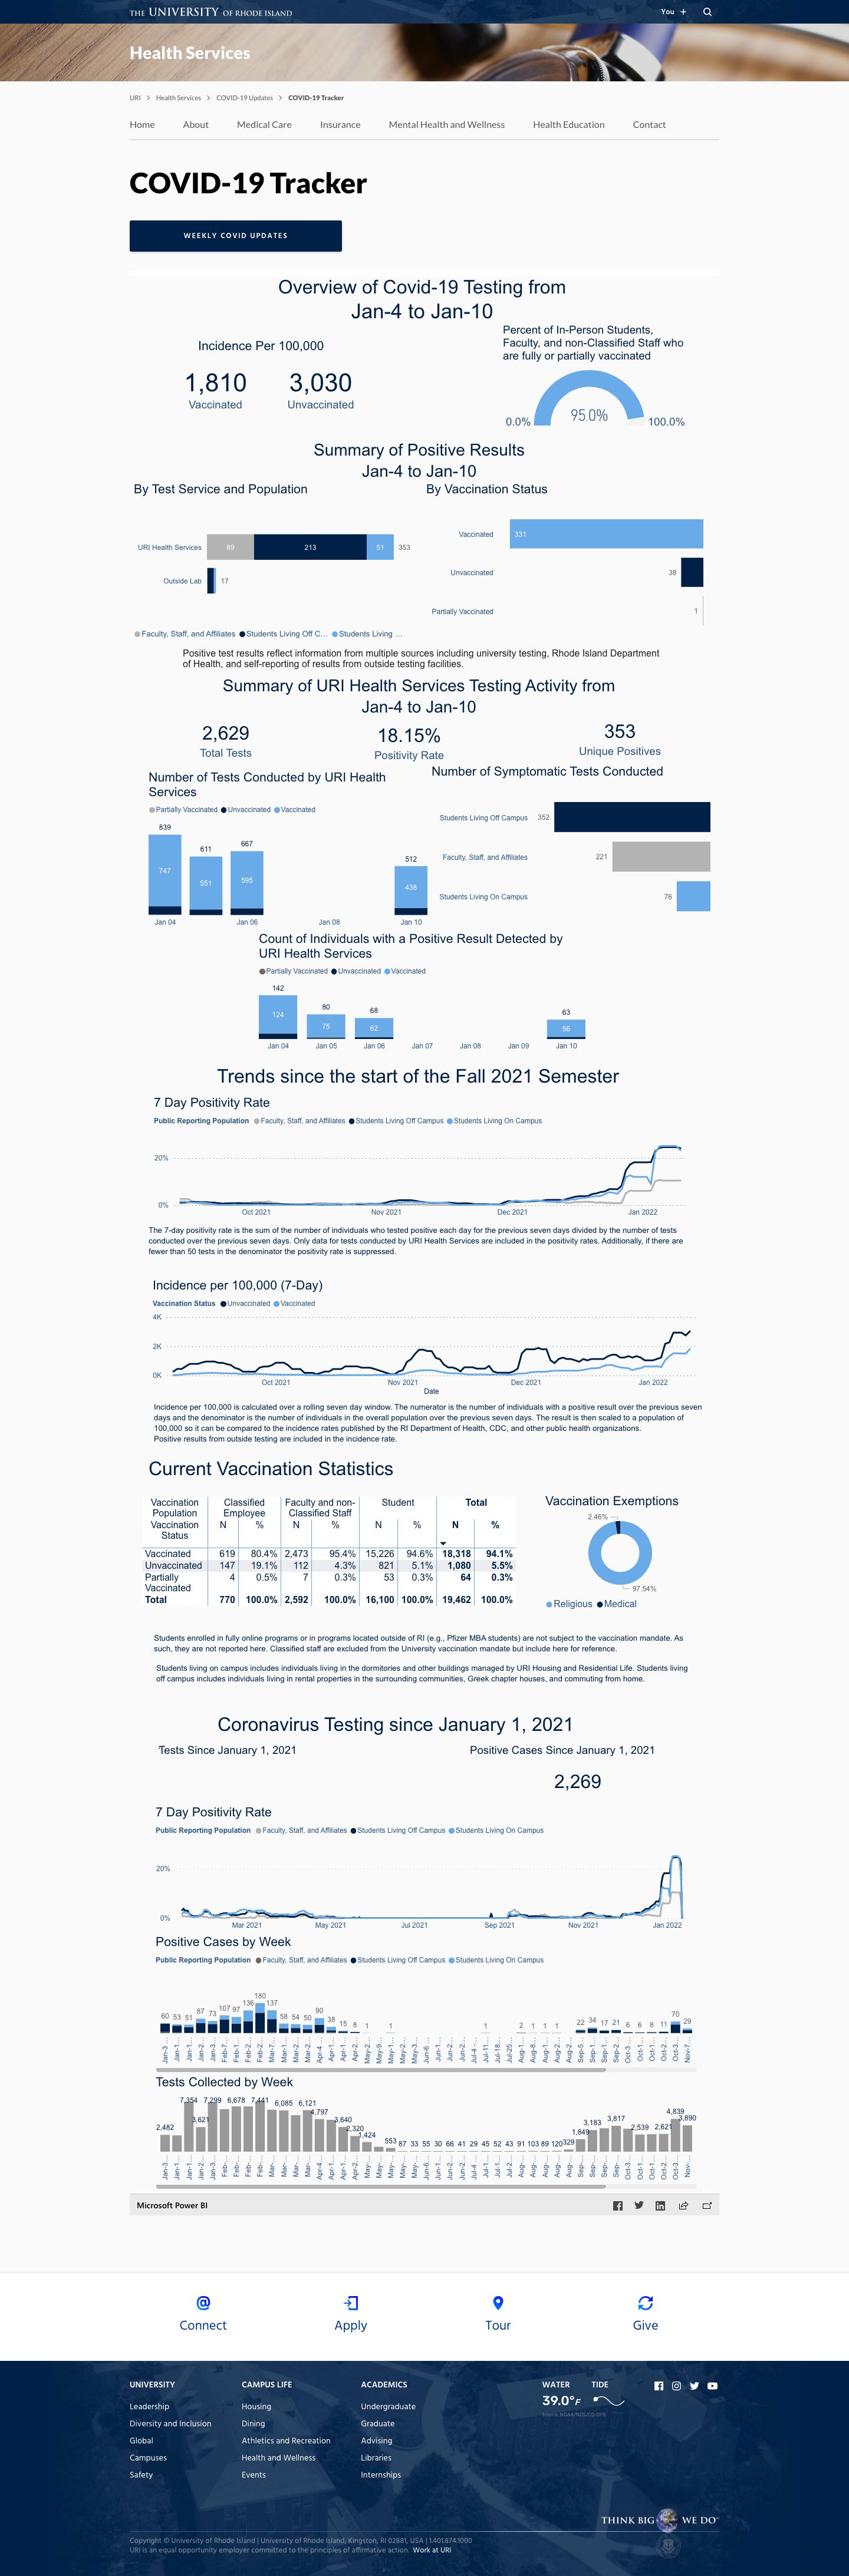 THE UNIVERSITY OF RHODE ISLAND
You +
Health Services
URI > Health Services > COVID-19 Updates > COVID-19 Tracker
Home About Medical Care Insurance Mental Health and Wellness Health Education Contact
COVID-19 Tracker
WEEKLY COVID UPDATES
Overview of Covid-19 Testing from
Jan-4 to Jan-10
Incidence Per 100,000
1,810 3,030
Vaccinated Unvaccinated
Percent of In-Person Students,
Faculty, and non-Classified Staff who
are fully or partially vaccinated
0.0% 95.0% 100.0%
Summary of Positive Results
Jan-4 to Jan-10
By Test Service and Population
URI Health Services 89 213 51 353
Outside Lab 17
Faculty, Staff, and Affiliates Students Living Off C... Students Living ...
By Vaccination Status
Vaccinated 331
Unvaccinated 38
Partially Vaccinated 1
Positive test results reflect information from multiple sources including university testing, Rhode Island Department
of Health, and self-reporting of results from outside testing facilities.
Summary of URI Health Services Testing Activity from
Jan-4 to Jan-10
2,629 18.15% 353
Total Tests Positivity Rate Unique Positives
Number of Tests Conducted by URI Health
Services
Partially Vaccinated Unvaccinated Vaccinated
839 611 667 512
747 551 595 438
Jan 04 Jan 06 Jan 08 Jan 10
Number of Symptomatic Tests Conducted
Students Living Off Campus 352
Faculty, Staff, and Affiliates 221
Students Living On Campus 76
Count of Individuals with a Positive Result Detected by
URI Health Services
Partially Vaccinated Unvaccinated Vaccinated
142 80 68 63
124 75 62 56
Jan 04 Jan 05 Jan 06 Jan 07 Jan 08 Jan 09 Jan 10
Trends since the start of the Fall 2021 Semester
7 Day Positivity Rate
Public Reporting Population Faculty, Staff, and Affiliates Students Living Off Campus Students Living On Campus
20%
0%
Oct 2021 Nov 2021 Dec 2021 Jan 2022
The 7-day positivity rate is the sum of the number of individuals who tested positive each day for the previous seven days divided by the number of tests
conducted over the previous seven days. Only data for tests conducted by URI Health Services are included in the positivity rates. Additionally, if there are
fewer than 50 tests in the denominator the positivity rate is suppressed.
Incidence per 100,000 (7-Day)
Vaccination Status Unvaccinated Vaccinated
4K
2K
0K
Oct 2021 Nov 2021 Dec 2021 Jan 2022
Date
Incidence per 100,000 is calculated over a rolling seven day window. The numerator is the number of individuals with a positive result over the previous seven
days and the denominator is the number of individuals in the overall population over the previous seven days. The result is then scaled to a population of
100,000 so it can be compared to the incidence rates published by the RI Department of Health, CDC, and other public health organizations.
Positive results from outside testing are included in the incidence rate.
Current Vaccination Statistics
Vaccination Population Classified Employee Faculty and non-Classified Staff Student Total
Vaccination Status N % N % N % N %
Vaccinated 619 80.4% 2,473 95.4% 15,226 94.6% 18,318 94.1%
Unvaccinated 147 19.1% 112 4.3% 821 5.1% 1,080 5.5%
Partially Vaccinated 4 0.5% 7 0.3% 53 0.3% 64 0.3%
Total 770 100.0% 2,592 100.0% 16,100 100.0% 19,462 100.0%
Vaccination Exemptions
2.46%
97.54%
Religious Medical
Students enrolled in fully online programs or in programs located outside of RI (e.g., Pfizer MBA students) are not subject to the vaccination mandate. As
such, they are not reported here. Classified staff are excluded from the University vaccination mandate but include here for reference.
Students living on campus includes individuals living in the dormitories and other buildings managed by URI Housing and Residential Life. Students living
off campus includes individuals living in rental properties in the surrounding communities, Greek chapter houses, and commuting from home.
Coronavirus Testing since January 1, 2021
Tests Since January 1, 2021 Positive Cases Since January 1, 2021
2,269
7 Day Positivity Rate
Public Reporting Population Faculty, Staff, and Affiliates Students Living Off Campus Students Living On Campus
20%
0%
Mar 2021 May 2021 Jul 2021 Sep 2021 Nov 2021 Jan 2022
Positive Cases by Week
Public Reporting Population Faculty, Staff, and Affiliates Students Living Off Campus Students Living On Campus
60 53 51 87 73 107 97 136 180 137 58 54 50 90 38 15 8 1 1 1 2 1 1 1 22 34 17 21 6 6 8 11 70 29
Tests Collected by Week
2,482 7,354 3,621 7,299 6,678 7,441 6,085 6,121 4,797 3,640 2,320 1,424 553 87 33 55 30 66 41 29 45 52 43 91 103 89 120 329 1,849 3,183 3,817 2,539 2,621 4,839 3,890
Microsoft Power BI
Connect Apply Tour Give
UNIVERSITY
Leadership
Diversity and Inclusion
Global
Campuses
Safety
CAMPUS LIFE
Housing
Dining
Athletics and Recreation
Health and Wellness
Events
ACADEMICS
Undergraduate
Graduate
Advising
Libraries
Internships
WATER TIDE
39.0°F
THINK BIG WE DO
Copyright © University of Rhode Island | University of Rhode Island, Kingston, RI 02881, USA | 1.401.874.1000
URI is an equal opportunity employer committed to the principles of affirmative action. Work at URI